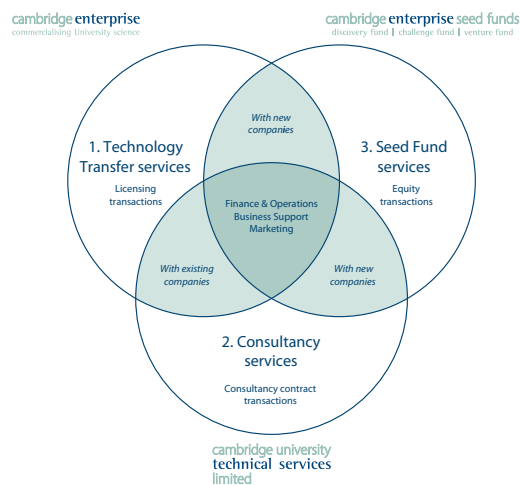 cambridge enterprise
commercialising University science
cambridge enterprise seed funds
discovery fund | challenge fund | venture fund
With new
companies
1. Technology
Transfer services
Licensing
transactions
3. Seed Fund
services
Equity
transactions
Finance & Operations
Business Support
Marketing
With existing
companies
With new
companies
2. Consultancy
services
Consultancy contract
transactions
cambridge university
technical services
limited